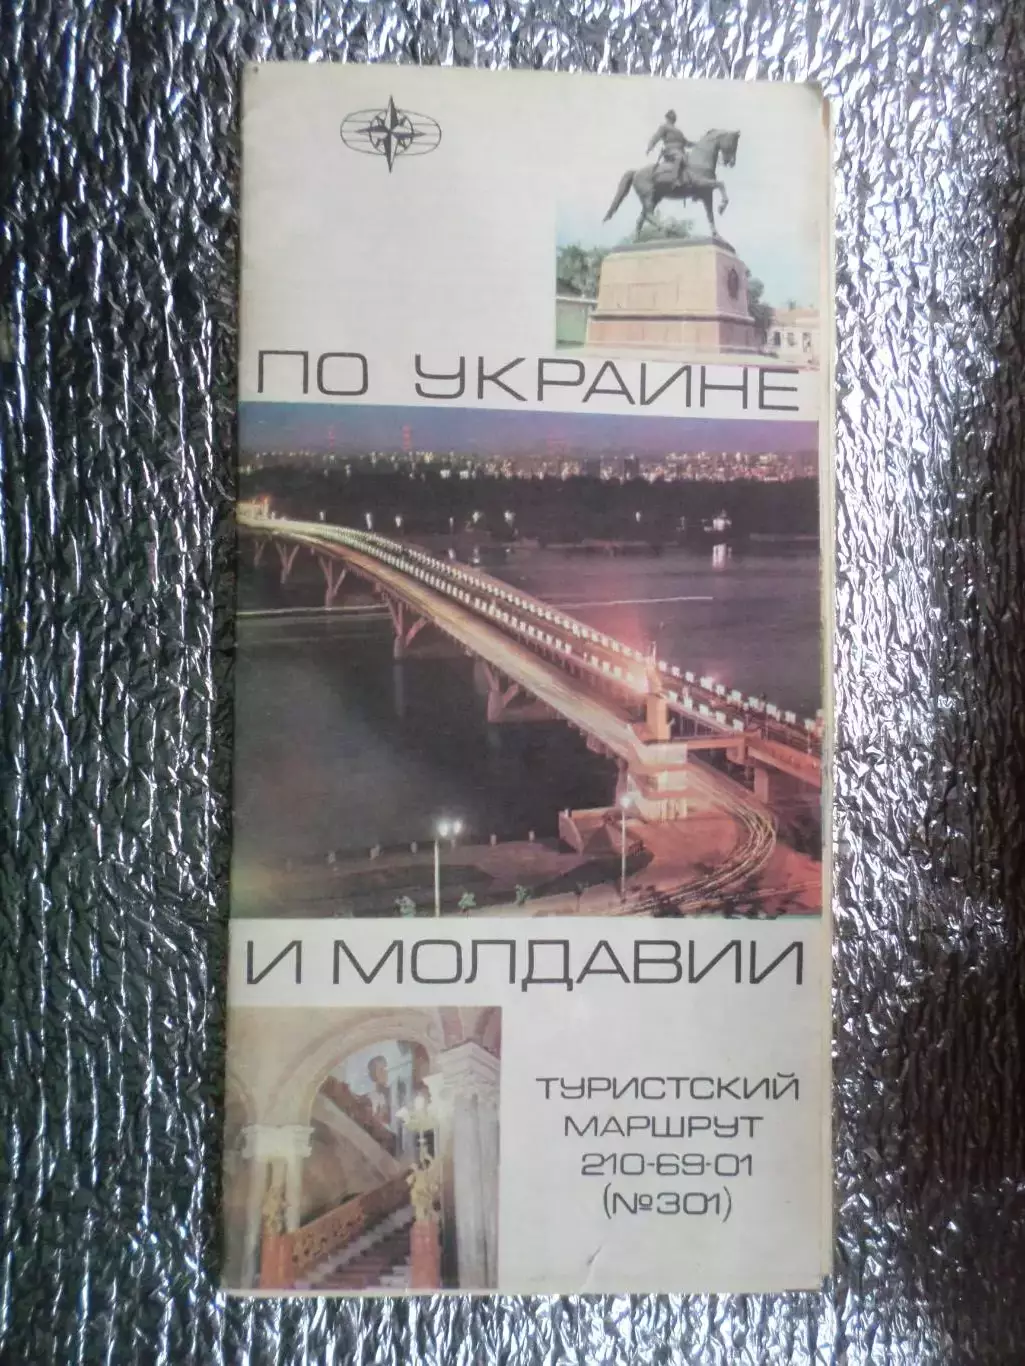 ПО УКРАИНЕ
И МОЛДАВИИ
ТУРИСТСКИЙ
МАРШРУТ
210-69-01
(№301)